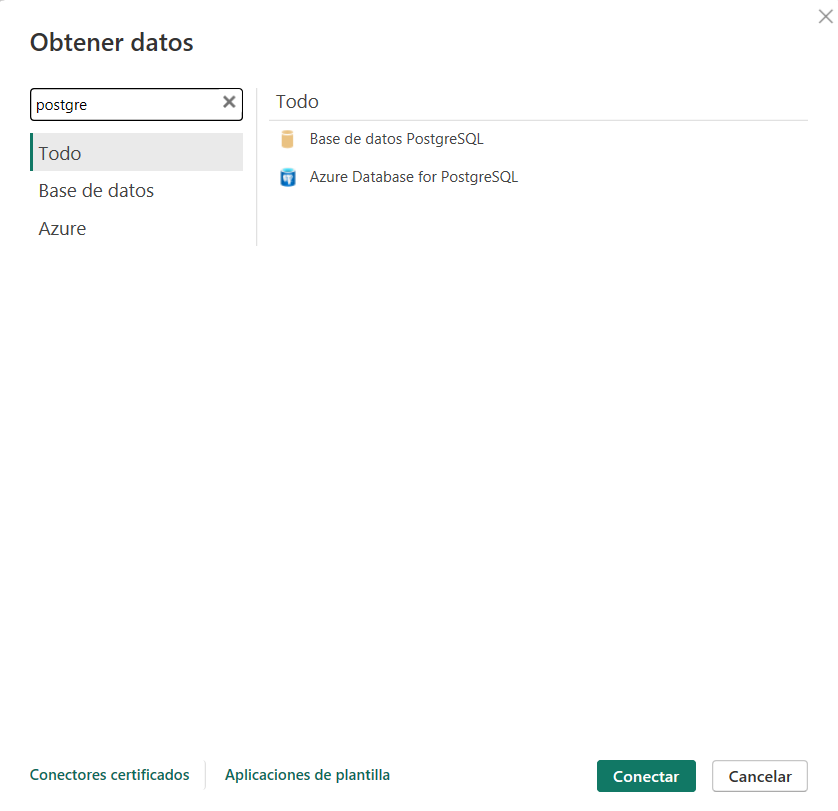 Obtener datos
postgre
Todo
Base de datos
Azure
Todo
Base de datos PostgreSQL
Azure Database for PostgreSQL
Conectores certificados
Aplicaciones de plantilla
Conectar
Cancelar